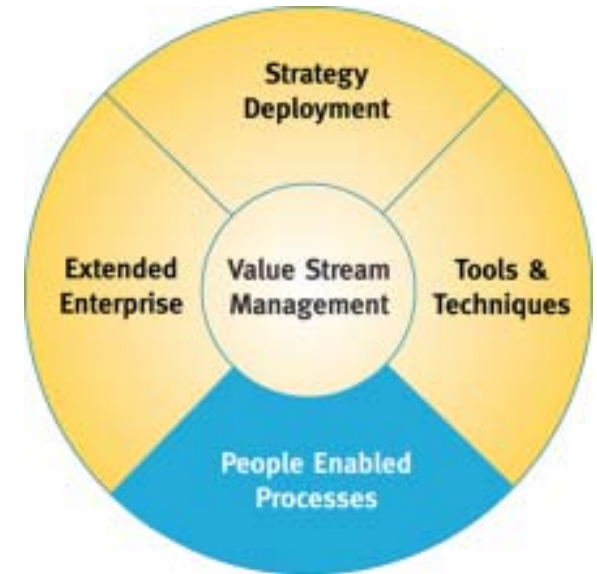 Strategy
Deployment
Extended
Enterprise
Value Stream
Management
Tools &
Techniques
People Enabled
Processes